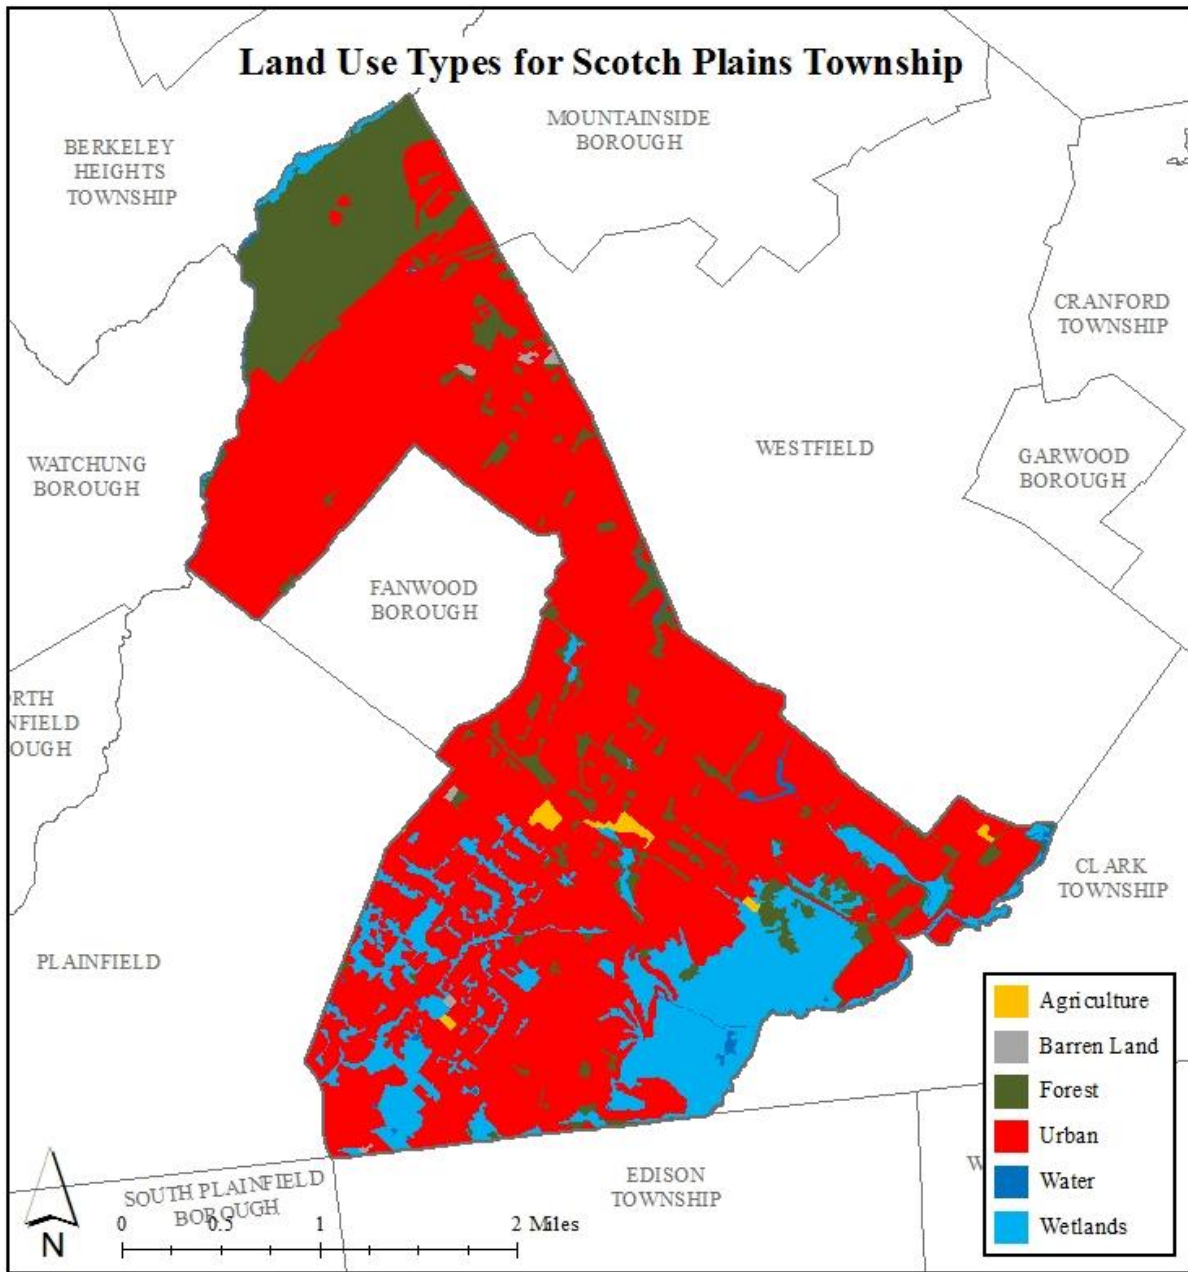 Land Use Types for Scotch Plains Township
MOUNTAINSIDE
BOROUGH
BERKELEY
HEIGHTS
TOWNSHIP
CRANFORD
TOWNSHIP
WESTFIELD
GARWOOD
BOROUGH
WATCHUNG
BOROUGH
FANWOOD
BOROUGH
ORTH
NFIELD
OUGH
CLARK
TOWNSHIP
PLAINFIELD
Agriculture
Barren Land
Forest
Urban
Water
Wetlands
EDISON
TOWNSHIP
W
SOUTH PLAINFIELD
BOROUGH
0 0.5 1 2 Miles
N